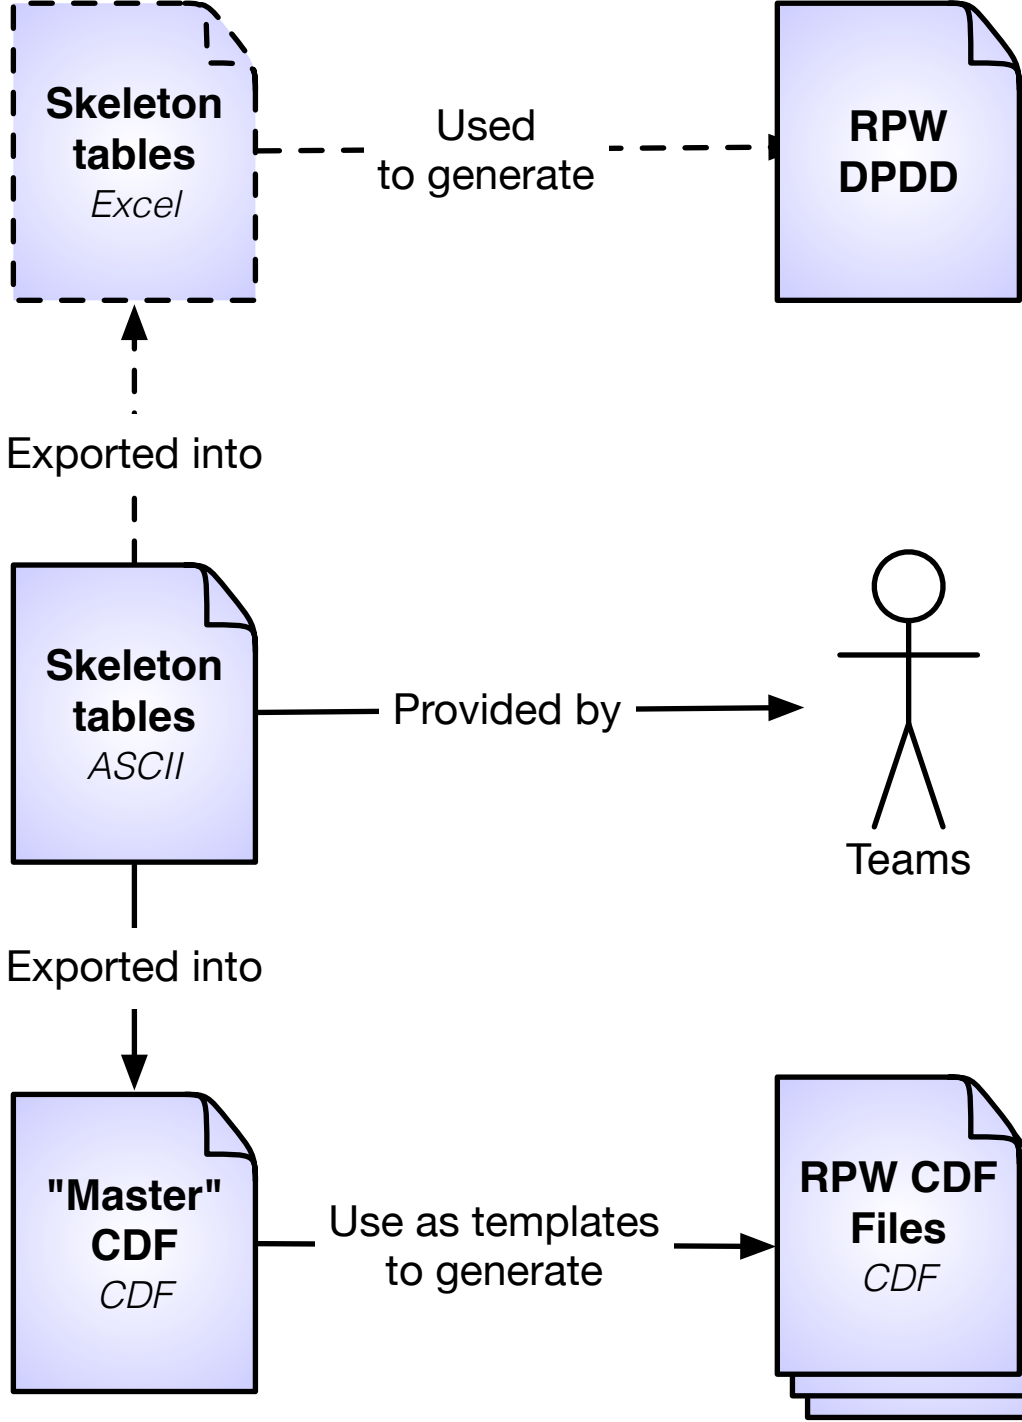 Skeleton
tables
Excel
Used
to generate
RPW
DPDD
Exported into
Skeleton
tables
ASCII
Provided by
Teams
Exported into
"Master"
CDF
CDF
Use as templates
to generate
RPW CDF
Files
CDF